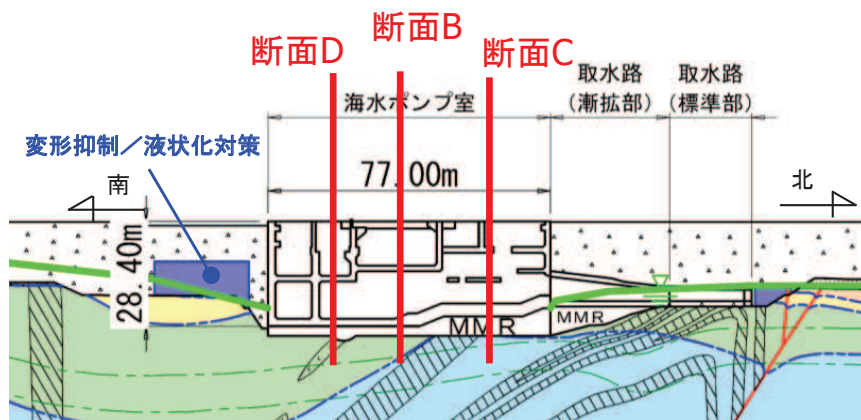 断面D
断面B
断面C
海水ポンプ室
取水路
(漸拡部)
取水路
(標準部)
変形抑制／液状化対策
77.00m
南
北
28.40m
MMR
MMR